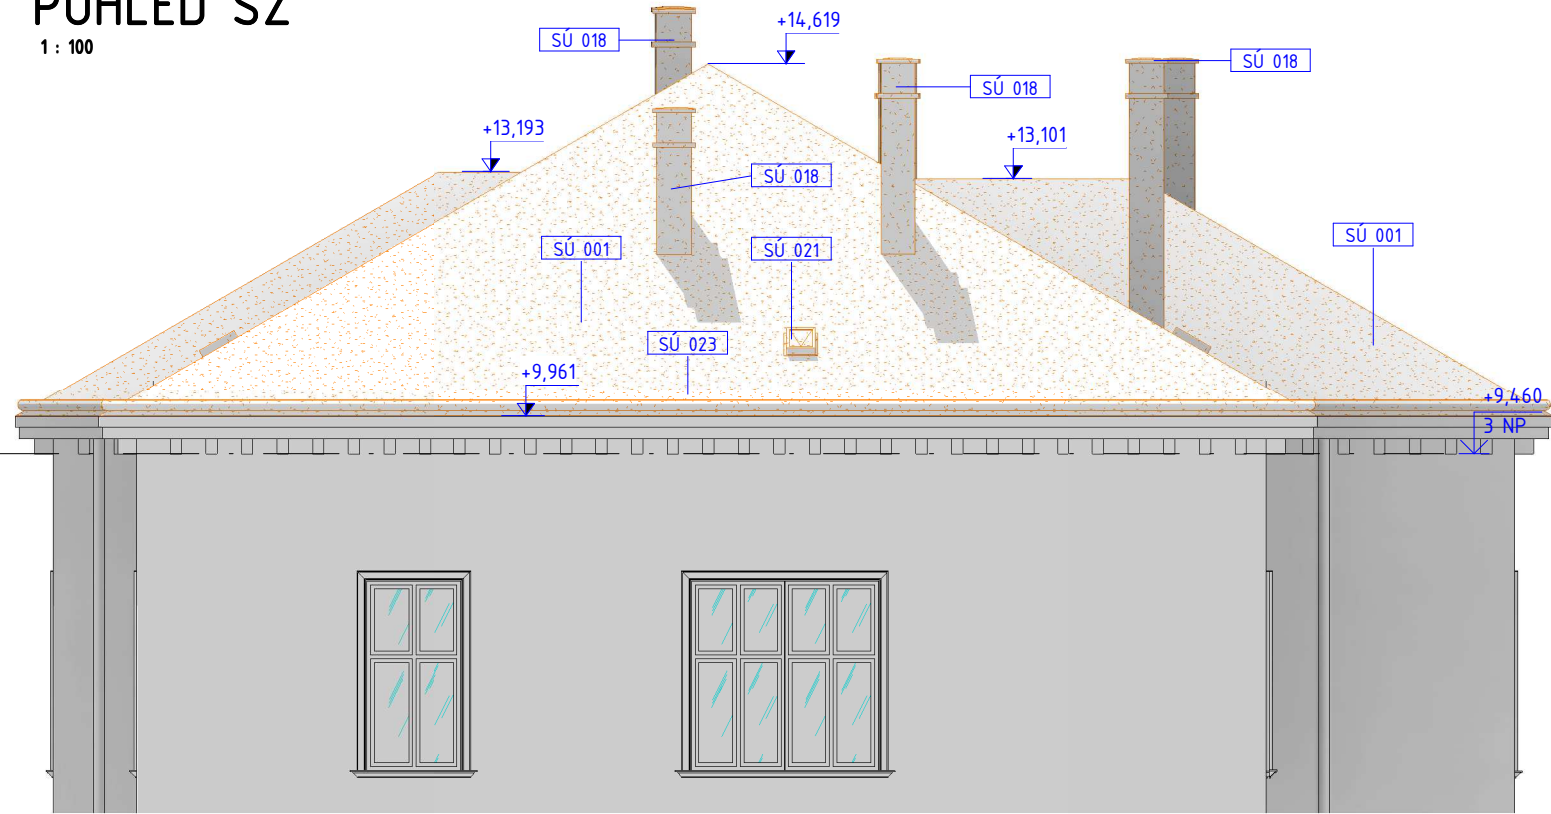 POHLED SZ
1 : 100
SÚ 018
+14,619
SÚ 018
SÚ 018
+13,193
+13,101
SÚ 018
SÚ 001
SÚ 021
SÚ 001
SÚ 023
+9,961
+9,460
3 NP